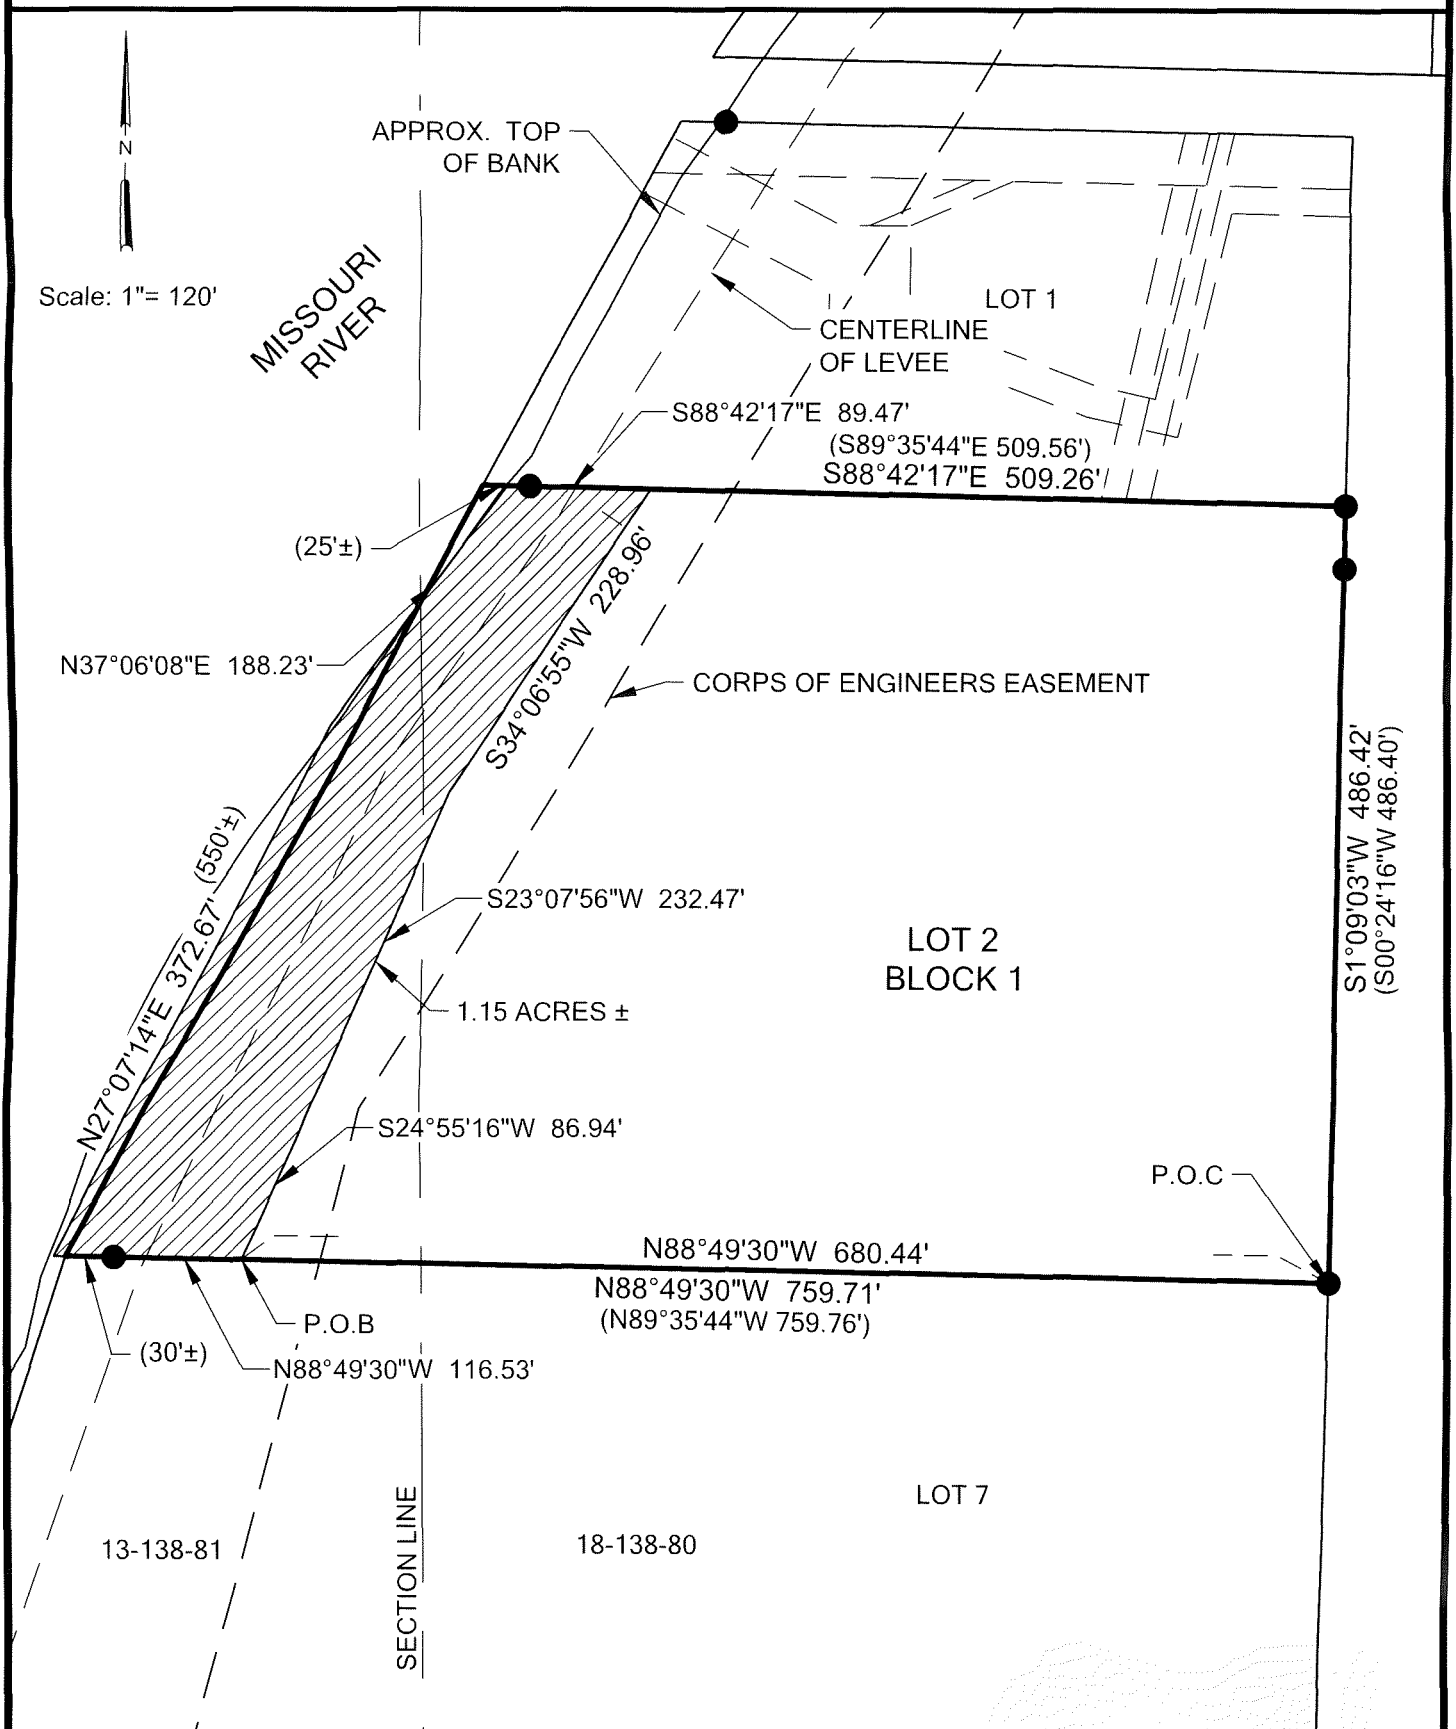 N
Scale: 1"= 120'
APPROX. TOP
OF BANK
MISSOURI
RIVER
LOT 1
CENTERLINE
OF LEVEE
S88°42'17"E 89.47'
(S89°35'44"E 509.56')
S88°42'17"E 509.26'
(25'±)
S34°06'55"W 228.96'
N37°06'08"E 188.23'
CORPS OF ENGINEERS EASEMENT
S1°09'03"W 486.42'
(S00°24'16"W 486.40')
(550'±)
N27°07'14"E 372.67'
S23°07'56"W 232.47'
LOT 2
BLOCK 1
1.15 ACRES ±
S24°55'16"W 86.94'
P.O.C
N88°49'30"W 680.44'
N88°49'30"W 759.71'
(N89°35'44"W 759.76')
P.O.B
(30'±)
N88°49'30"W 116.53'
LOT 7
SECTION LINE
13-138-81
18-138-80